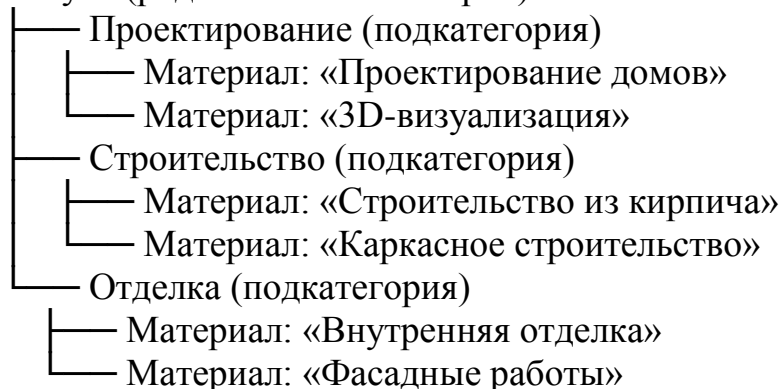 Проектирование (подкатегория)
Материал: «Проектирование домов»
Материал: «3D-визуализация»
Строительство (подкатегория)
Материал: «Строительство из кирпича»
Материал: «Каркасное строительство»
Отделка (подкатегория)
Материал: «Внутренняя отделка»
Материал: «Фасадные работы»